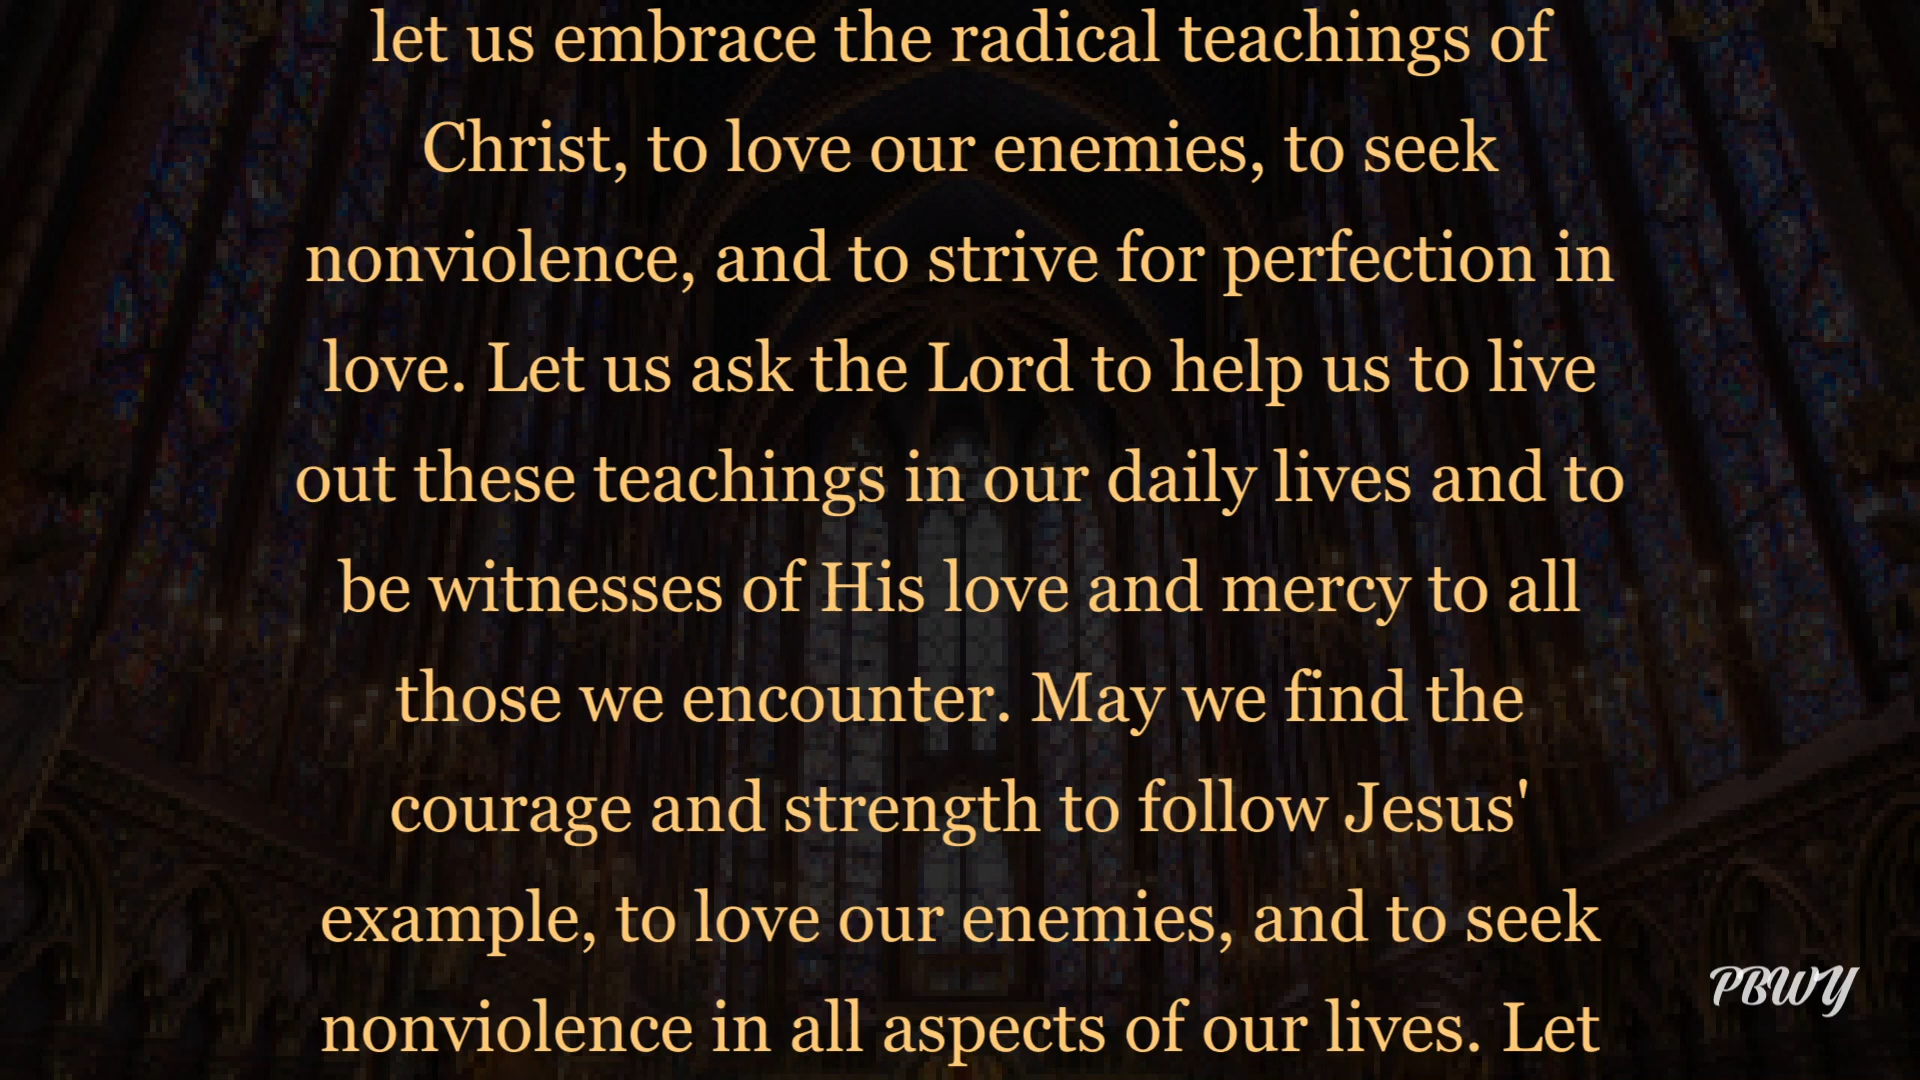 let us embrace the radical teachings of
Christ, to love our enemies, to seek
nonviolence, and to strive for perfection in
love. Let us ask the Lord to help us to live
out these teachings in our daily lives and to
be witnesses of His love and mercy to all
those we encounter. May we find the
courage and strength to follow Jesus'
example, to love our enemies, and to seek
PBWY
nonviolence in all aspects of our lives. Let